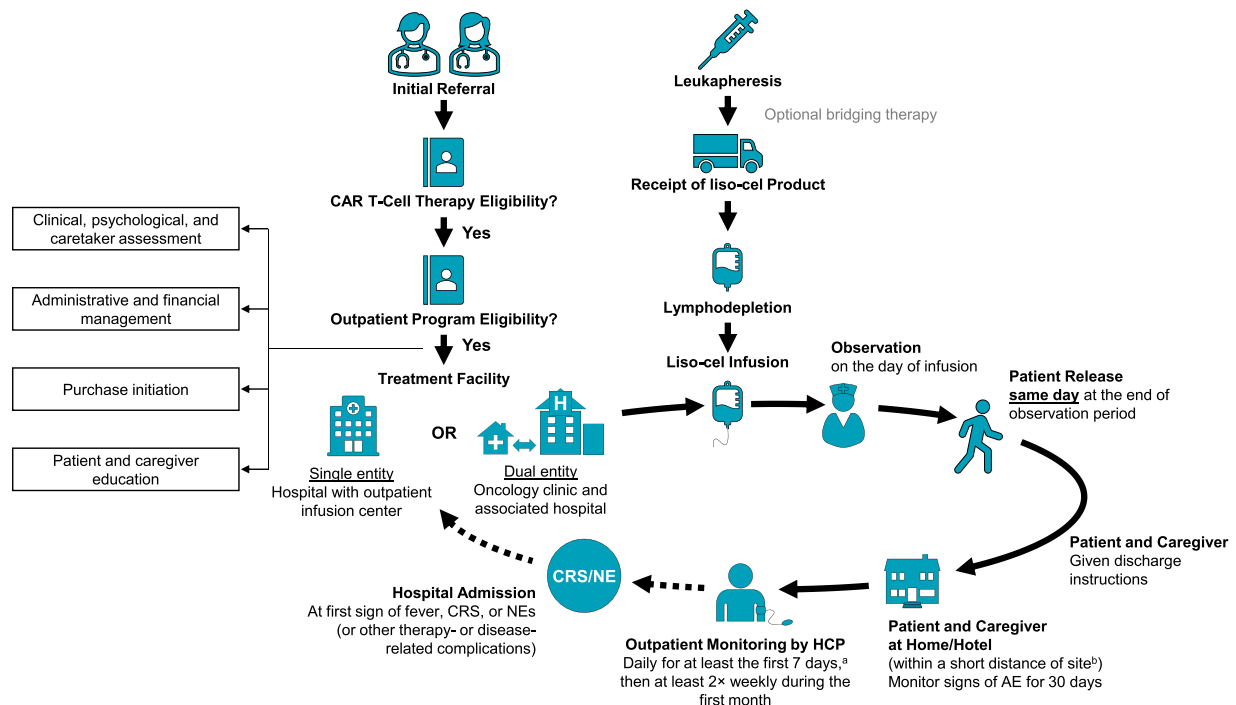 Initial Referral
CAR T-Cell Therapy Eligibility?
Yes
Outpatient Program Eligibility?
Yes
Clinical, psychological, and
caretaker assessment
Administrative and financial
management
Purchase initiation
Patient and caregiver
education
Treatment Facility
Single entity
Hospital with outpatient
infusion center
OR
H
Dual entity
Oncology clinic and
associated hospital
Leukapheresis
Optional bridging therapy
Receipt of liso-cel Product
Lymphodepletion
Liso-cel Infusion
Observation
on the day of infusion
Patient Release
same day at the end of
observation period
Patient and Caregiver
Given discharge
instructions
Patient and Caregiver
at Home/Hotel
(within a short distance of siteᵇ)
Monitor signs of AE for 30 days
Outpatient Monitoring by HCP
Daily for at least the first 7 days,ᵃ
then at least 2× weekly during the
first month
CRS/NE
Hospital Admission
At first sign of fever, CRS, or NEs
(or other therapy- or disease-
related complications)